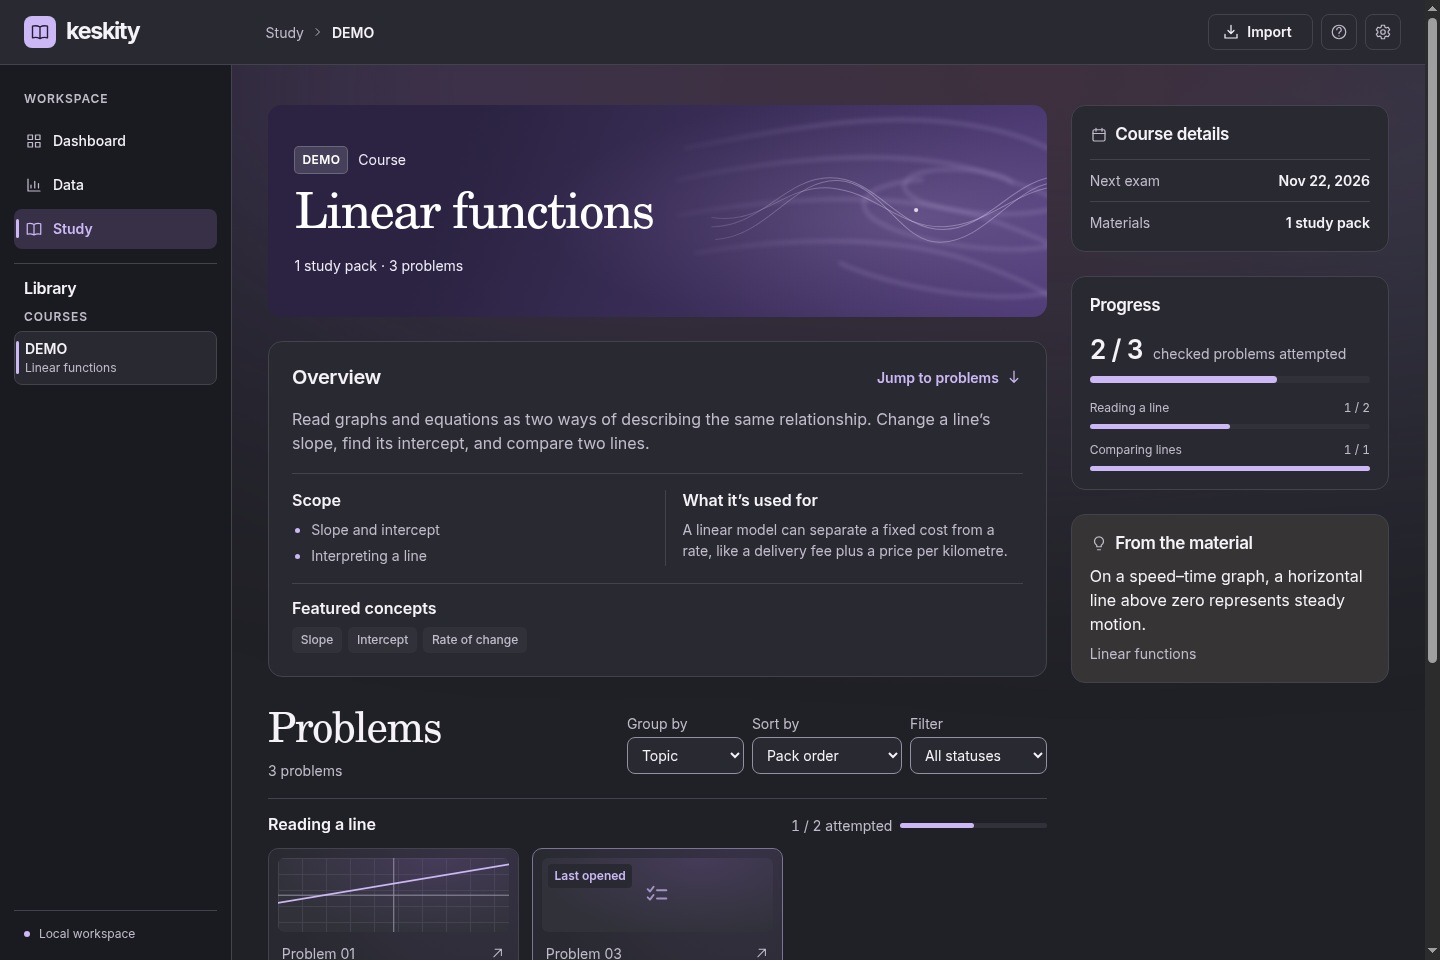 keskity
Study
DEMO
Import
WORKSPACE
Dashboard
Data
Study
Library
COURSES
DEMO
Linear functions
Local workspace
DEMO
Course
Linear functions
1 study pack · 3 problems
Overview
Jump to problems
Read graphs and equations as two ways of describing the same relationship. Change a line’s
slope, find its intercept, and compare two lines.
Scope
Slope and intercept
Interpreting a line
What it’s used for
A linear model can separate a fixed cost from a
rate, like a delivery fee plus a price per kilometre.
Featured concepts
Slope
Intercept
Rate of change
Problems
3 problems
Group by
Topic
Sort by
Pack order
Filter
All statuses
Reading a line
1 / 2 attempted
Problem 01
Last opened
Problem 03
Course details
Next exam
Nov 22, 2026
Materials
1 study pack
Progress
2 / 3 checked problems attempted
Reading a line
1 / 2
Comparing lines
1 / 1
From the material
On a speed–time graph, a horizontal
line above zero represents steady
motion.
Linear functions